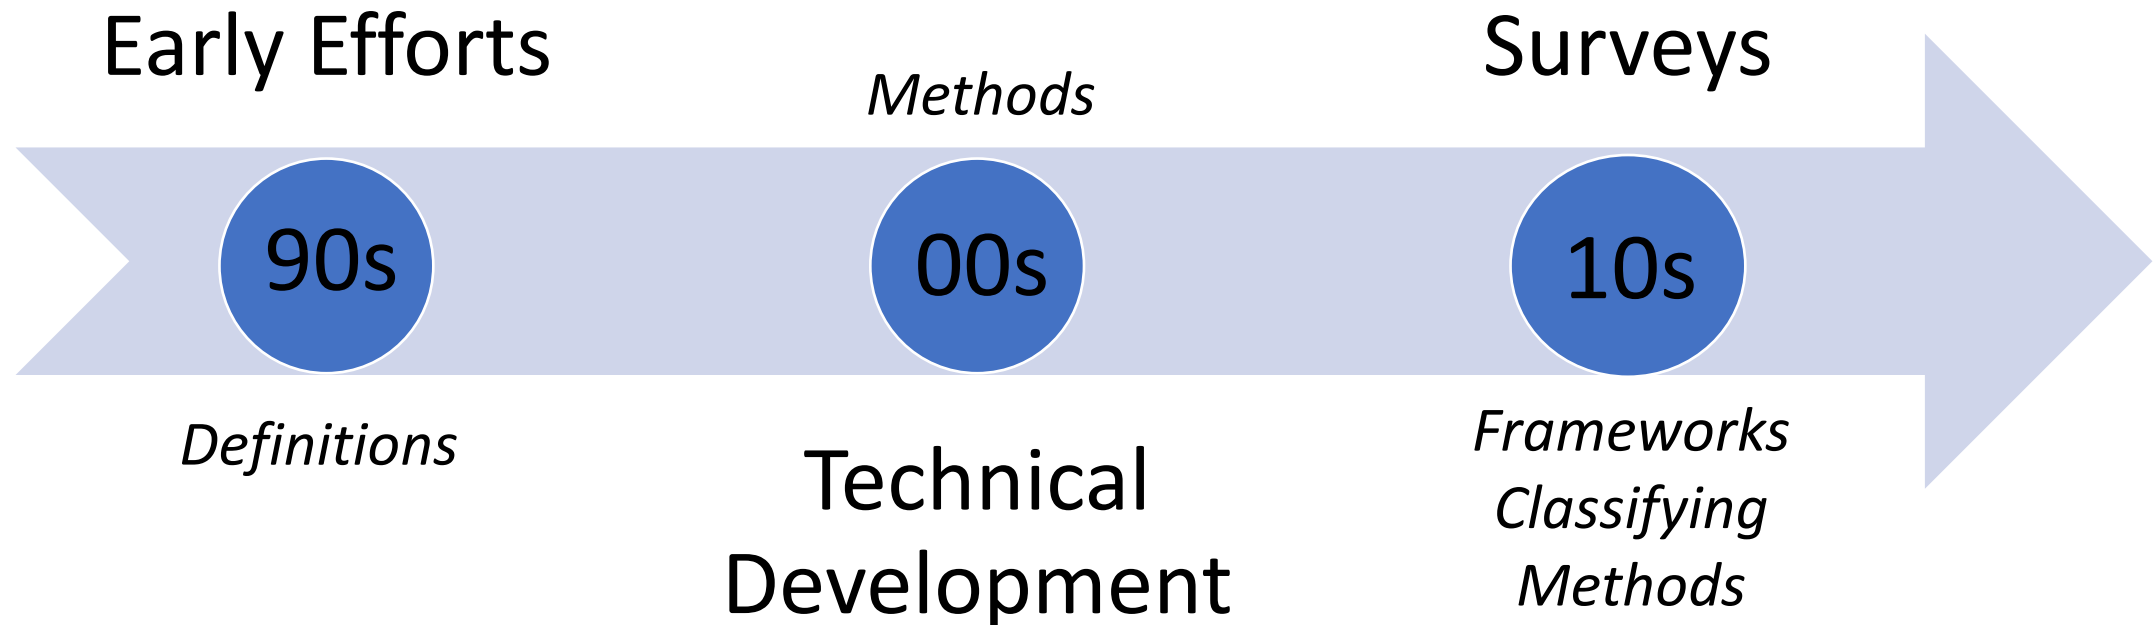 Early Efforts
90s
Definitions
Methods
00s
Technical
Development
Surveys
10s
Frameworks
Classifying
Methods